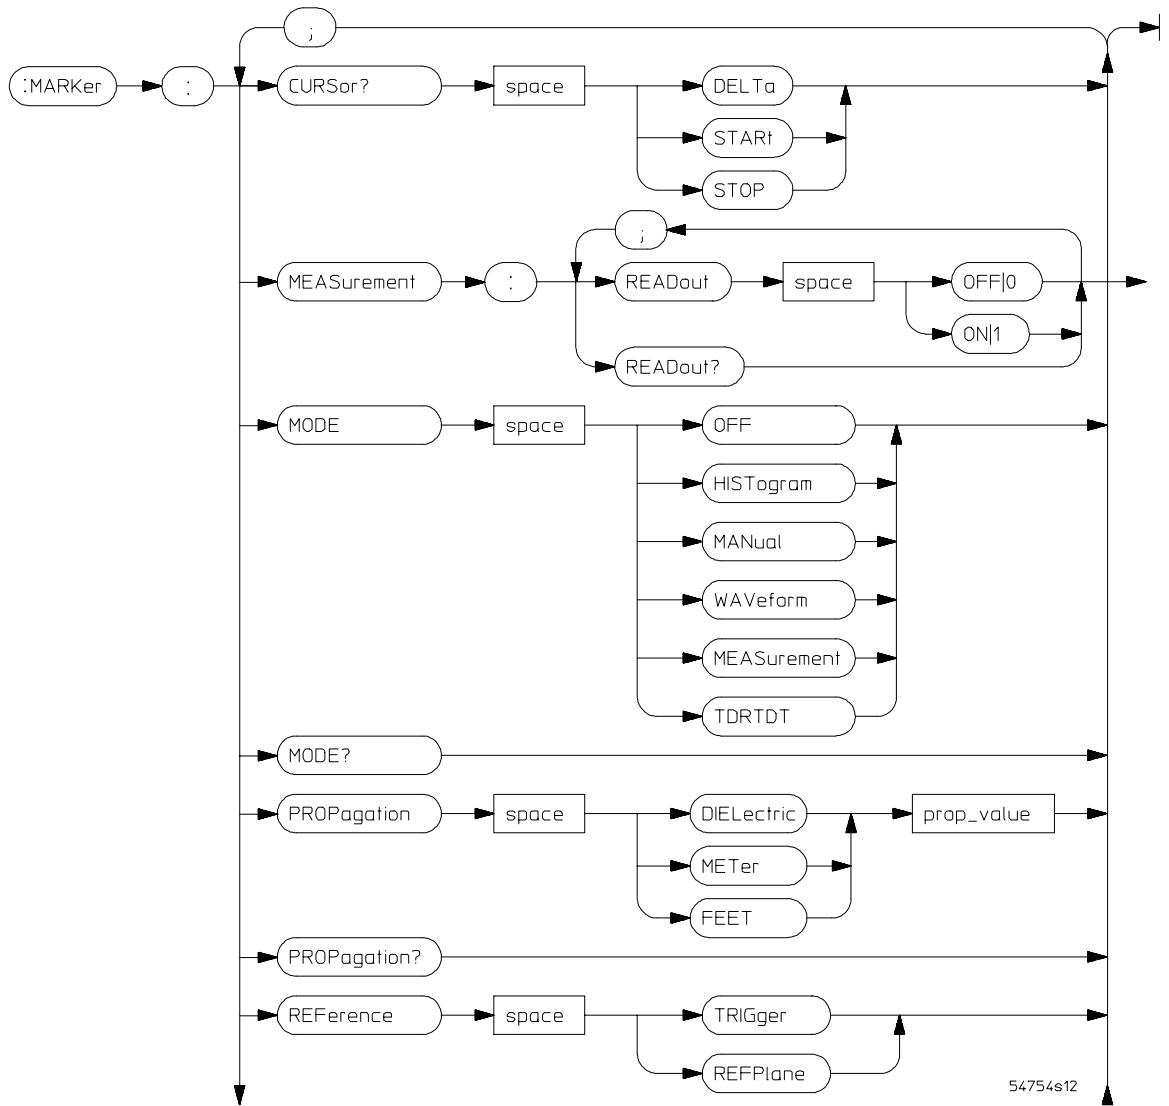 ;
:MARKer : CURSor? space DELTa
STARt
STOP
;
MEASurement : READout space OFF|0
ON|1
READout?
MODE space OFF
HISTogram
MANual
WAVeform
MEASurement
TDRTDT
MODE?
PROPagation space DIELectric prop_value
METer
FEET
PROPagation?
REFerence space TRIGger
REFPlane
54754s12